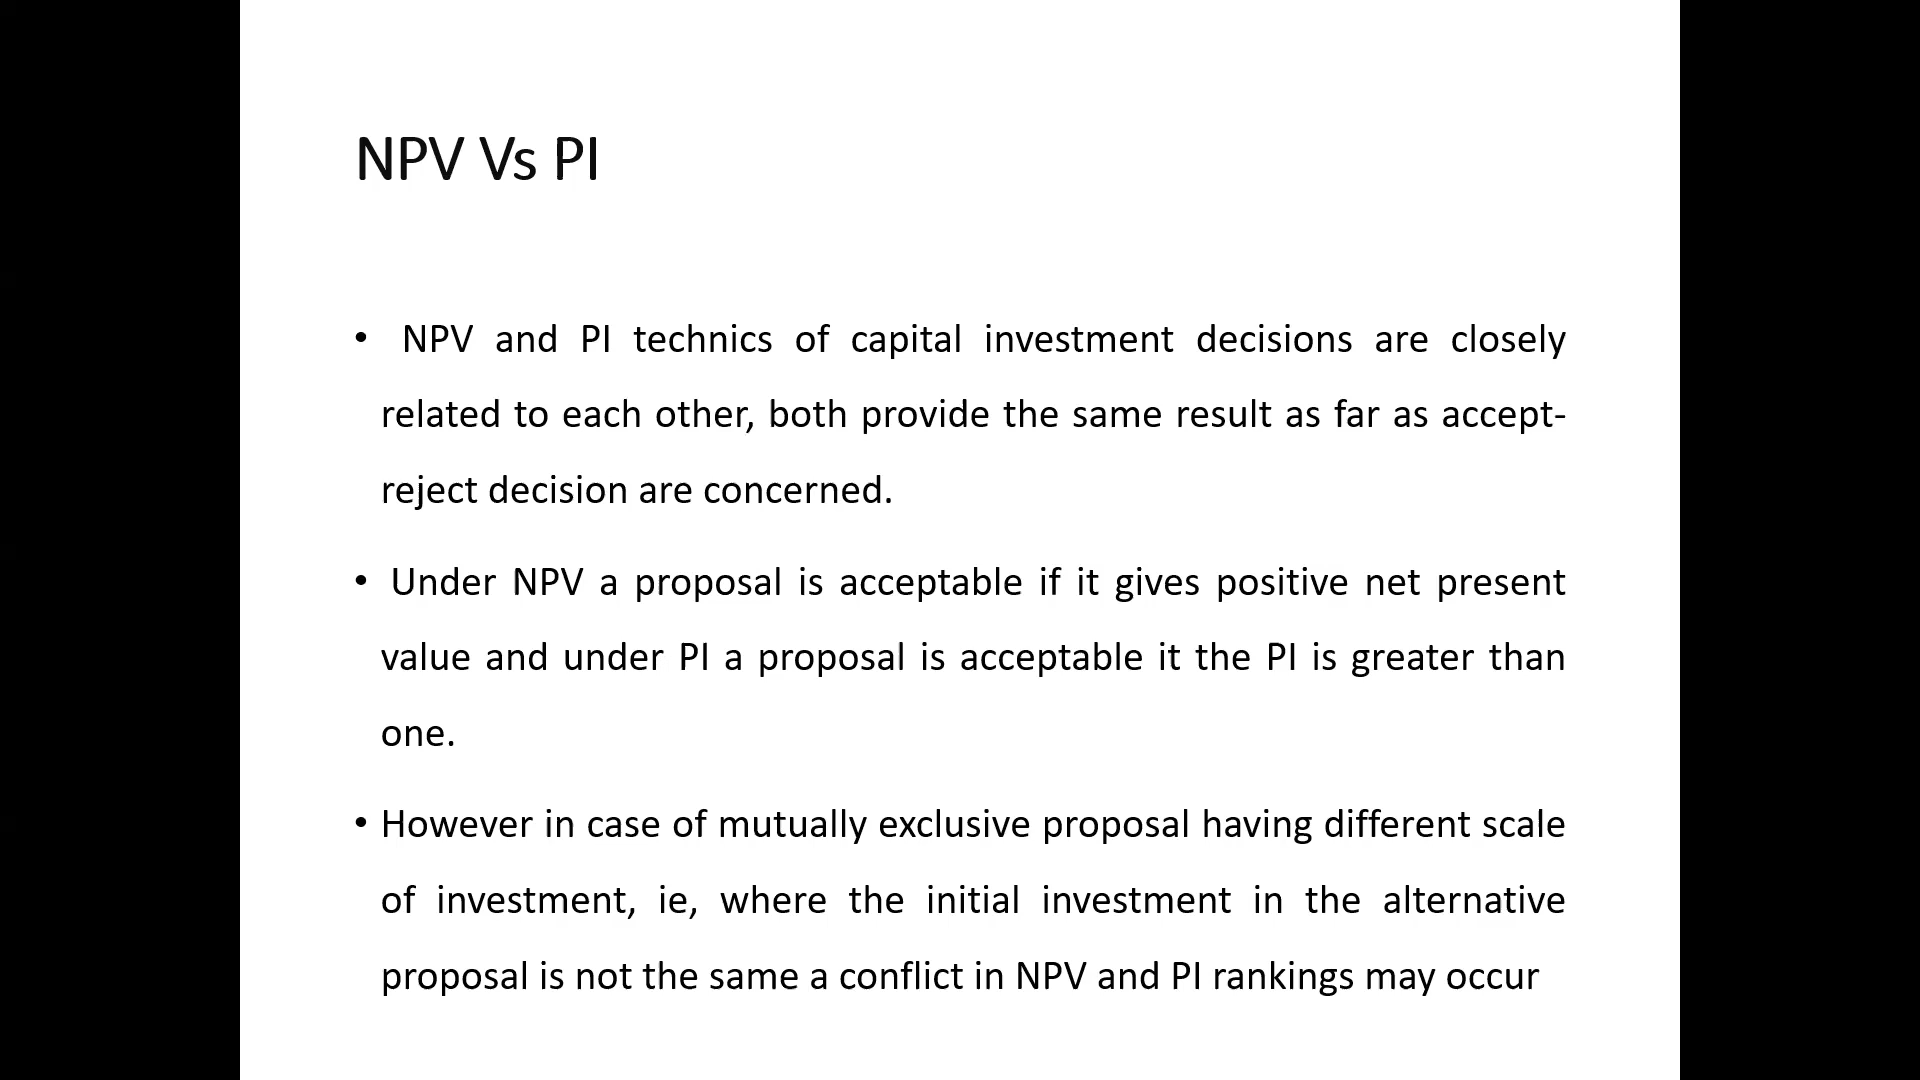 NPV Vs PI
• NPV and PI technics of capital investment decisions are closely
related to each other, both provide the same result as far as accept-
reject decision are concerned.
• Under NPV a proposal is acceptable if it gives positive net present
value and under PI a proposal is acceptable it the PI is greater than
one.
• However in case of mutually exclusive proposal having different scale
of investment, ie, where the initial investment in the alternative
proposal is not the same a conflict in NPV and PI rankings may occur